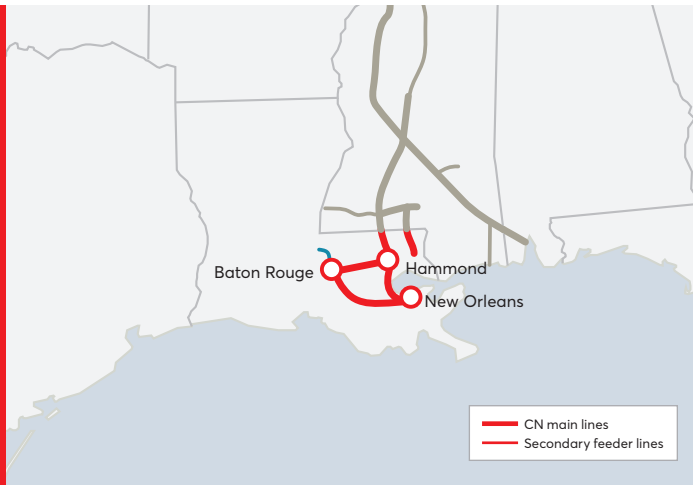 Baton Rouge
Hammond
New Orleans
CN main lines
Secondary feeder lines